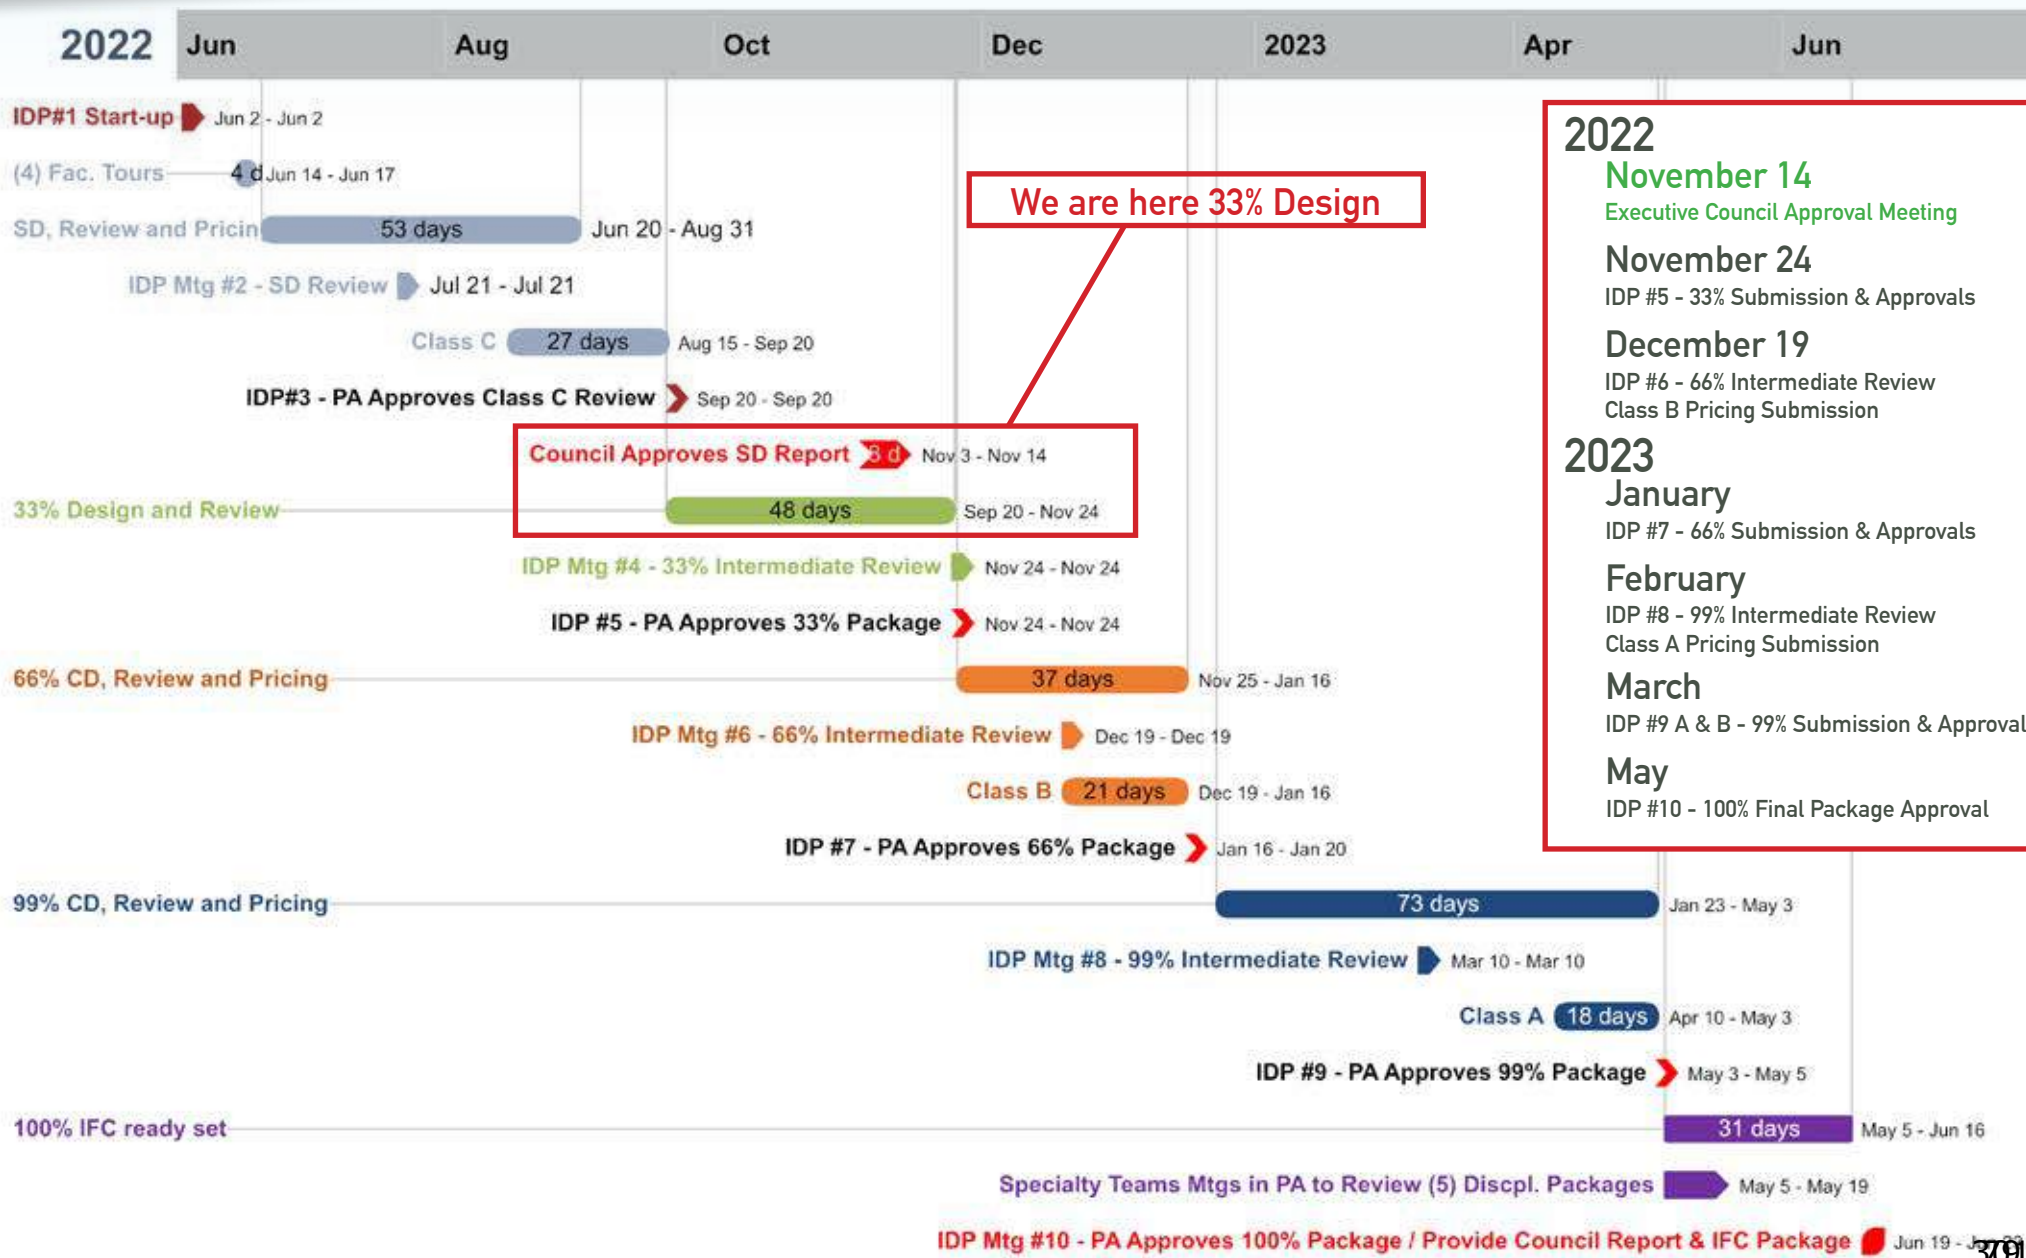 2022 Jun Aug Oct Dec 2023 Apr Jun
IDP#1 Start-up Jun 2 - Jun 2
(4) Fac. Tours 4 d Jun 14 - Jun 17
SD, Review and Pricin 53 days Jun 20 - Aug 31
IDP Mtg #2 - SD Review Jul 21 - Jul 21
Class C 27 days Aug 15 - Sep 20
IDP#3 - PA Approves Class C Review Sep 20 - Sep 20
We are here 33% Design
Council Approves SD Report 8 d Nov 3 - Nov 14
33% Design and Review 48 days Sep 20 - Nov 24
IDP Mtg #4 - 33% Intermediate Review Nov 24 - Nov 24
IDP #5 - PA Approves 33% Package Nov 24 - Nov 24
66% CD, Review and Pricing 37 days Nov 25 - Jan 16
IDP Mtg #6 - 66% Intermediate Review Dec 19 - Dec 19
Class B 21 days Dec 19 - Jan 16
IDP #7 - PA Approves 66% Package Jan 16 - Jan 20
99% CD, Review and Pricing 73 days Jan 23 - May 3
IDP Mtg #8 - 99% Intermediate Review Mar 10 - Mar 10
Class A 18 days Apr 10 - May 3
IDP #9 - PA Approves 99% Package May 3 - May 5
100% IFC ready set 31 days May 5 - Jun 16
Specialty Teams Mtgs in PA to Review (5) Discpl. Packages May 5 - May 19
IDP Mtg #10 - PA Approves 100% Package / Provide Council Report & IFC Package Jun 19 -
2022
November 14
Executive Council Approval Meeting
November 24
IDP #5 - 33% Submission & Approvals
December 19
IDP #6 - 66% Intermediate Review
Class B Pricing Submission
2023
January
IDP #7 - 66% Submission & Approvals
February
IDP #8 - 99% Intermediate Review
Class A Pricing Submission
March
IDP #9 A & B - 99% Submission & Approval
May
IDP #10 - 100% Final Package Approval